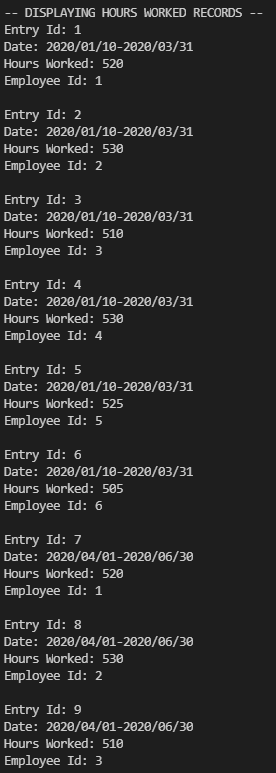 -- DISPLAYING HOURS WORKED RECORDS --
Entry Id: 1
Date: 2020/01/10-2020/03/31
Hours Worked: 520
Employee Id: 1
Entry Id: 2
Date: 2020/01/10-2020/03/31
Hours Worked: 530
Employee Id: 2
Entry Id: 3
Date: 2020/01/10-2020/03/31
Hours Worked: 510
Employee Id: 3
Entry Id: 4
Date: 2020/01/10-2020/03/31
Hours Worked: 530
Employee Id: 4
Entry Id: 5
Date: 2020/01/10-2020/03/31
Hours Worked: 525
Employee Id: 5
Entry Id: 6
Date: 2020/01/10-2020/03/31
Hours Worked: 505
Employee Id: 6
Entry Id: 7
Date: 2020/04/01-2020/06/30
Hours Worked: 520
Employee Id: 1
Entry Id: 8
Date: 2020/04/01-2020/06/30
Hours Worked: 530
Employee Id: 2
Entry Id: 9
Date: 2020/04/01-2020/06/30
Hours Worked: 510
Employee Id: 3